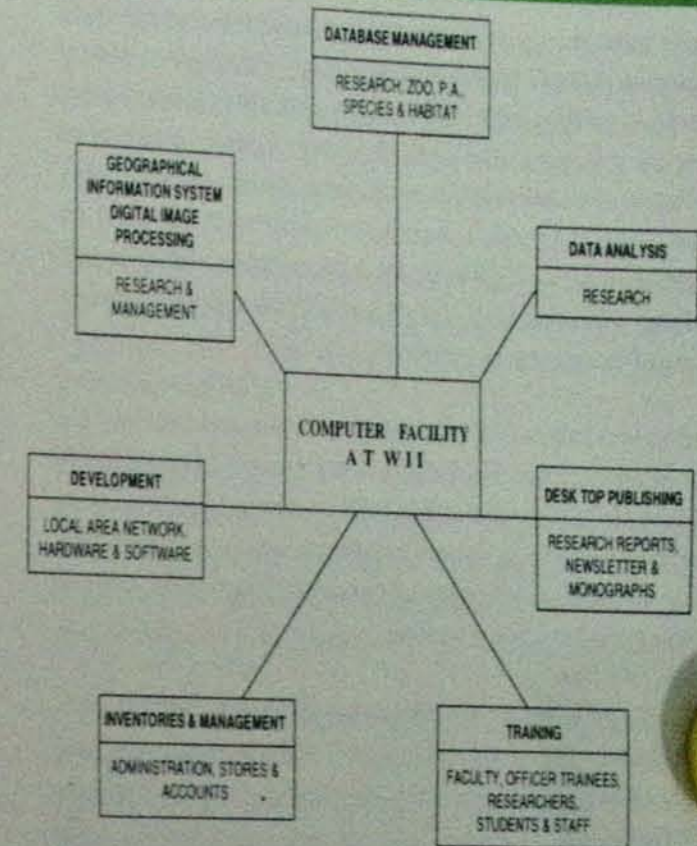 DATABASE MANAGEMENT
RESEARCH, ZOO, P.A.,
SPECIES & HABITAT
GEOGRAPHICAL
INFORMATION SYSTEM
DIGITAL IMAGE
PROCESSING
RESEARCH &
MANAGEMENT
DATA ANALYSIS
RESEARCH
COMPUTER FACILITY
AT WII
DEVELOPMENT
LOCAL AREA NETWORK,
HARDWARE & SOFTWARE
DESK TOP PUBLISHING
RESEARCH REPORTS,
NEWSLETTER &
MONOGRAPHS
INVENTORIES & MANAGEMENT
ADMINISTRATION, STORES &
ACCOUNTS
TRAINING
FACULTY, OFFICER TRAINEES,
RESEARCHERS,
STUDENTS & STAFF